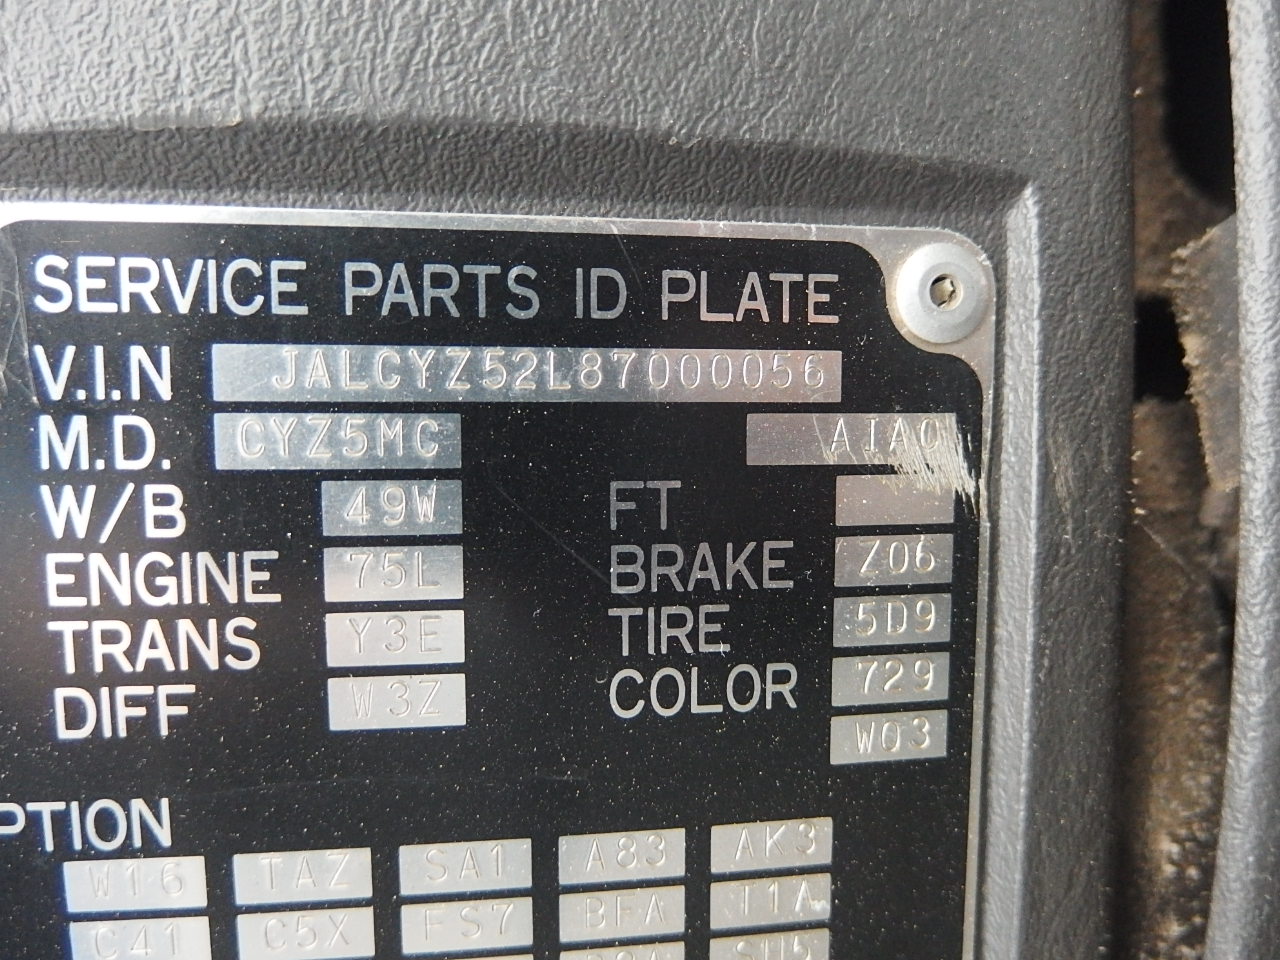 SERVICE PARTS ID PLATE
V.I.N JALCYZ52L87000056
M.D. CYZ5MC AIA0
W/B 49W FT
ENGINE 75L BRAKE Z06
TRANS Y3E TIRE 5D9
DIFF W3Z COLOR 729
W03
PTION
W16 TAZ SA1 A83 AK3
C41 C5X FS7 BFA T1A